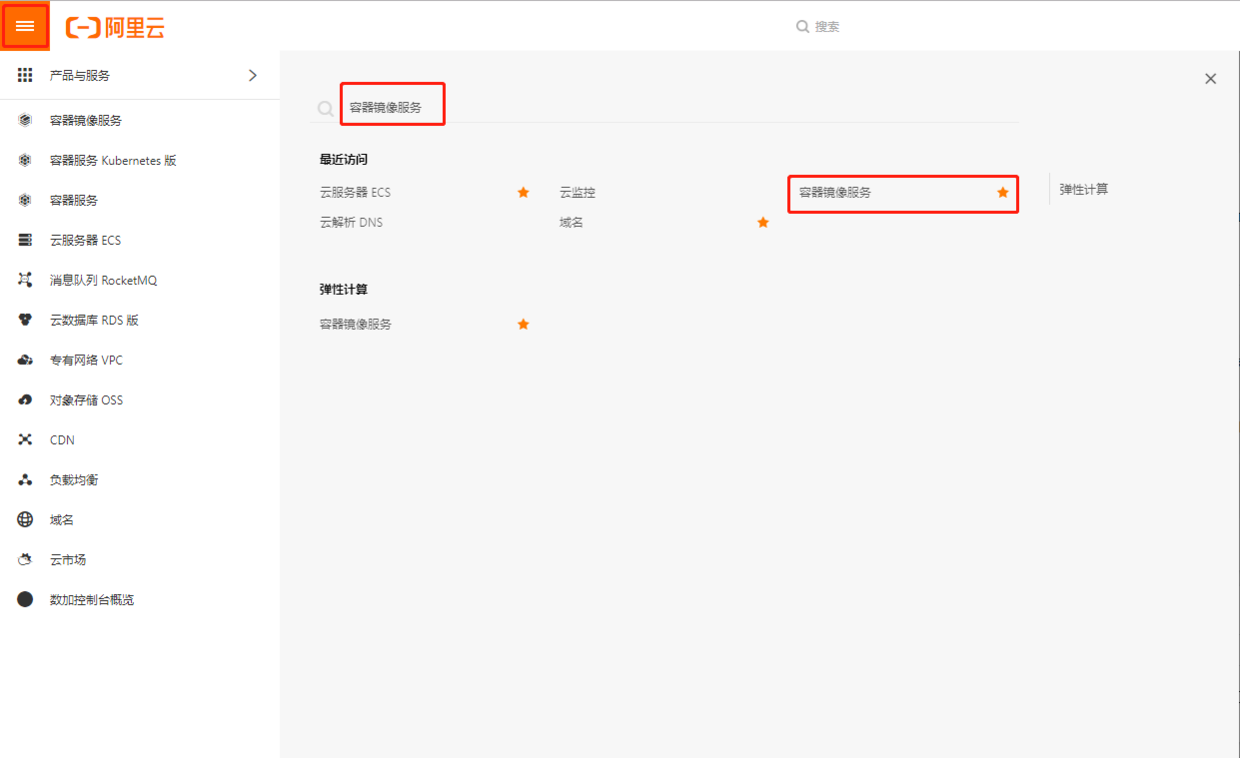 阿里云
搜索
产品与服务
容器镜像服务
容器服务 Kubernetes 版
容器服务
云服务器 ECS
消息队列 RocketMQ
云数据库 RDS 版
专有网络 VPC
对象存储 OSS
CDN
负载均衡
域名
云市场
数加控制台概览
容器镜像服务
最近访问
云服务器 ECS
云监控
容器镜像服务
云解析 DNS
域名
弹性计算
容器镜像服务
弹性计算